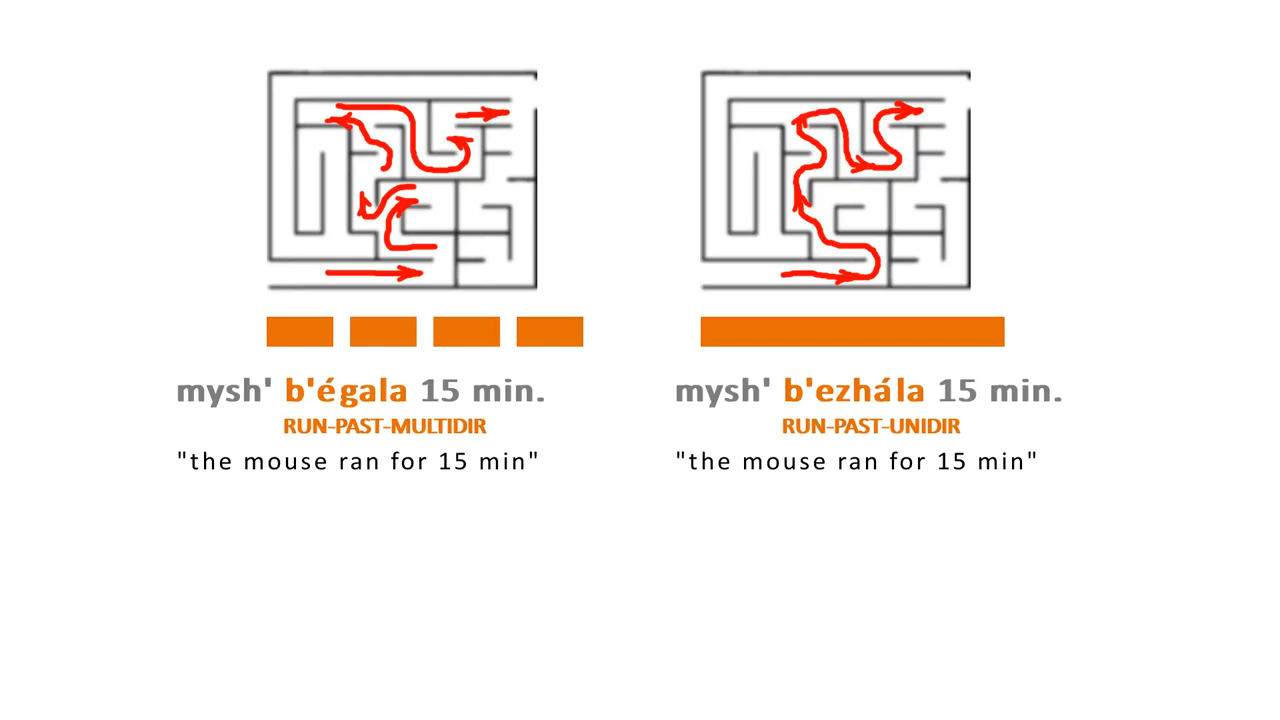 mysh' b'égala 15 min.
RUN-PAST-MULTIDIR
"the mouse ran for 15 min"
mysh' b'ezhála 15 min.
RUN-PAST-UNIDIR
"the mouse ran for 15 min"